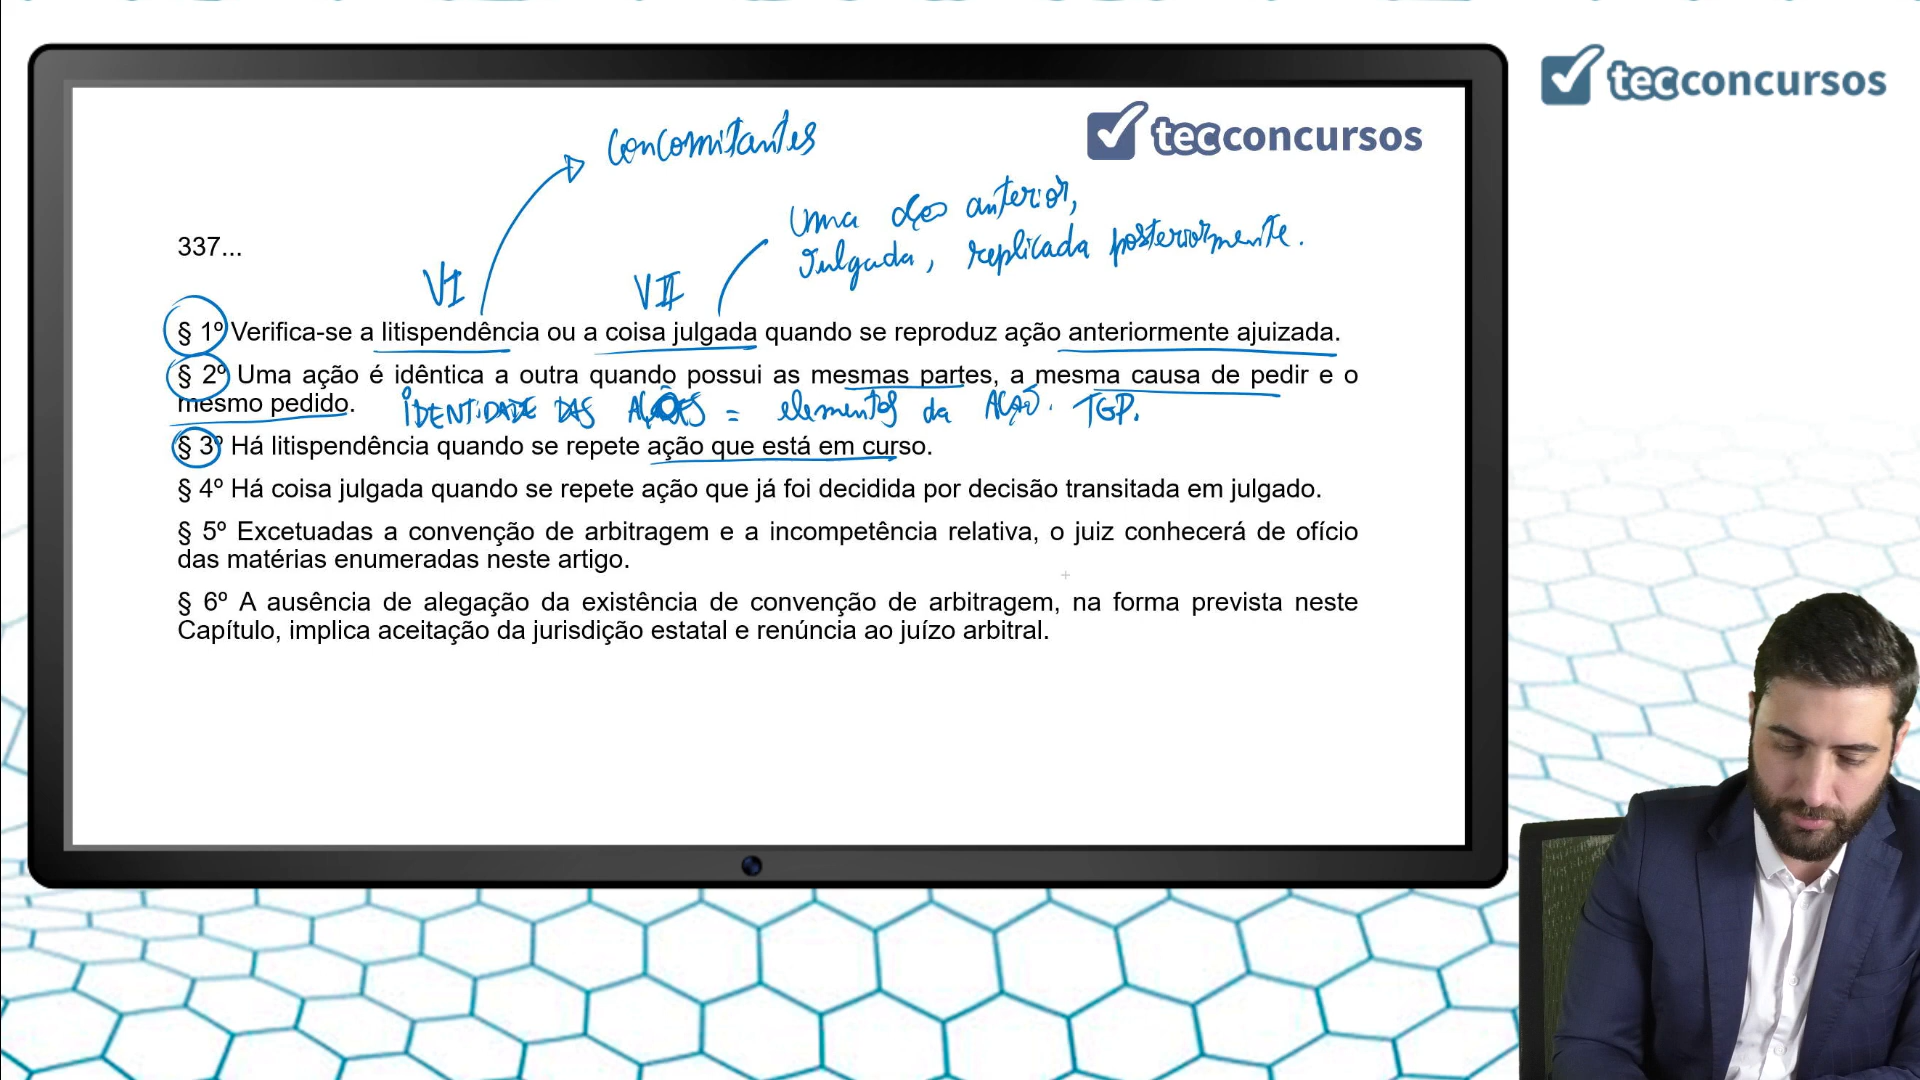 tecconcursos
concomitantes
tecconcursos
Uma ação anterior,
Julgada, replicada posteriormente.
337...
VI VII
§ 1º Verifica-se a litispendência ou a coisa julgada quando se reproduz ação anteriormente ajuizada.
§ 2º Uma ação é idêntica a outra quando possui as mesmas partes, a mesma causa de pedir e o
mesmo pedido. IDENTIDADE DAS AÇÕES = elementos da AÇÃO. TGP.
§ 3º Há litispendência quando se repete ação que está em curso.
§ 4º Há coisa julgada quando se repete ação que já foi decidida por decisão transitada em julgado.
§ 5º Excetuadas a convenção de arbitragem e a incompetência relativa, o juiz conhecerá de ofício
das matérias enumeradas neste artigo.
§ 6º A ausência de alegação da existência de convenção de arbitragem, na forma prevista neste
Capítulo, implica aceitação da jurisdição estatal e renúncia ao juízo arbitral.